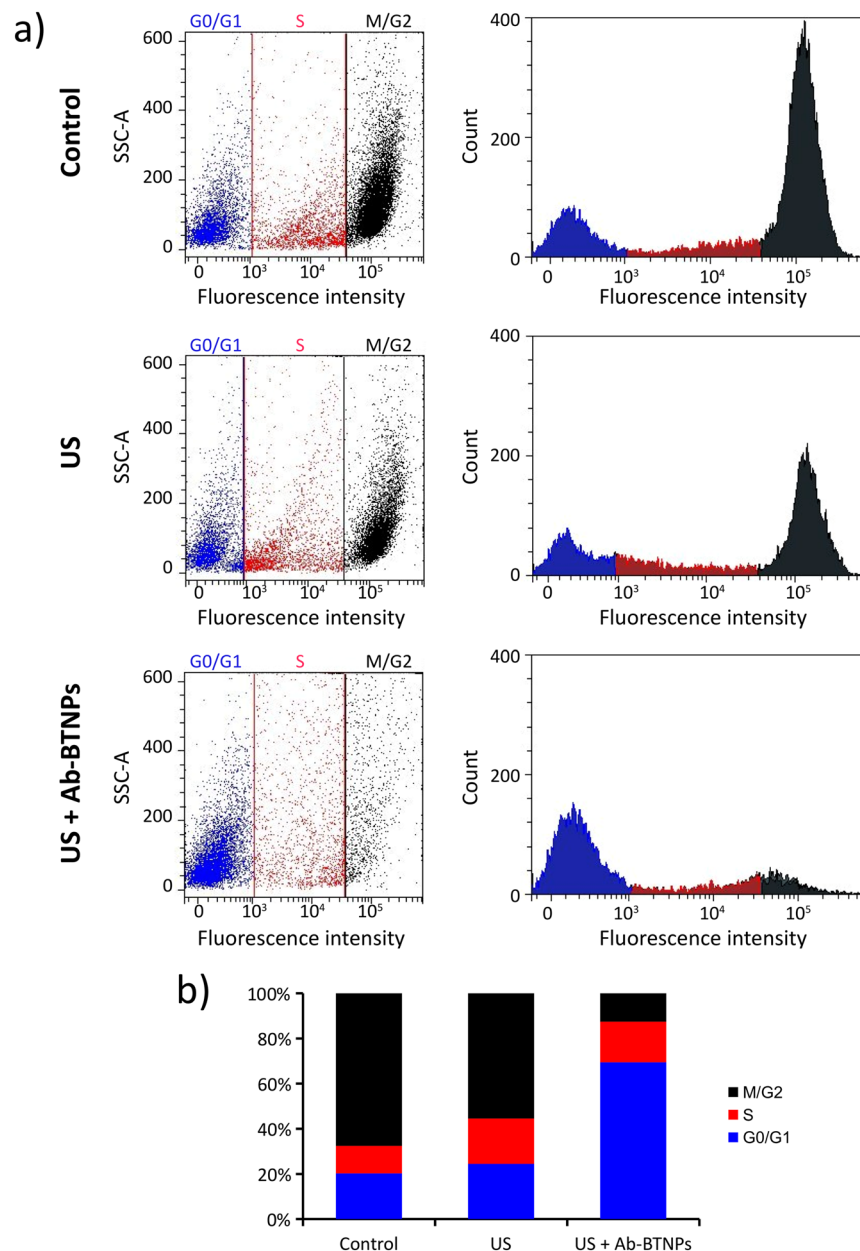 a)
Control
G0/G1 S M/G2
600
400
200
0
SSC-A
0 10³ 10⁴ 10⁵
Fluorescence intensity
400
200
0
Count
0 10³ 10⁴ 10⁵
Fluorescence intensity
US
G0/G1 S M/G2
600
400
200
0
SSC-A
0 10³ 10⁴ 10⁵
Fluorescence intensity
400
200
0
Count
0 10³ 10⁴ 10⁵
Fluorescence intensity
US + Ab-BTNPs
G0/G1 S M/G2
600
400
200
0
SSC-A
0 10³ 10⁴ 10⁵
Fluorescence intensity
400
200
0
Count
0 10³ 10⁴ 10⁵
Fluorescence intensity
b)
100%
80%
60%
40%
20%
0%
Control US US + Ab-BTNPs
M/G2
S
G0/G1